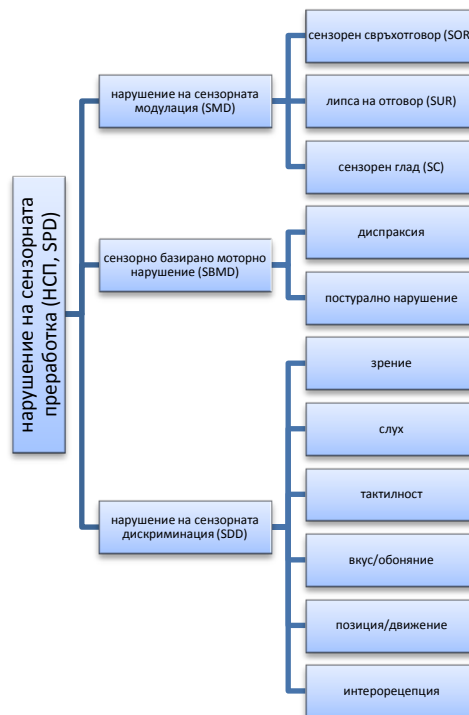 нарушение на сензорната
преработка (НСП, SPD)
нарушение на сензорната
модулация (SMD)
сензорен свръхотговор (SOR
липса на отговор (SUR)
сензорен глад (SC)
сензорно базирано моторно
нарушение (SBMD)
диспраксия
постурално нарушение
нарушение на сензорната
дискриминация (SDD)
зрение
слух
тактилност
вкус/обоняние
позиция/движение
интерорецепция